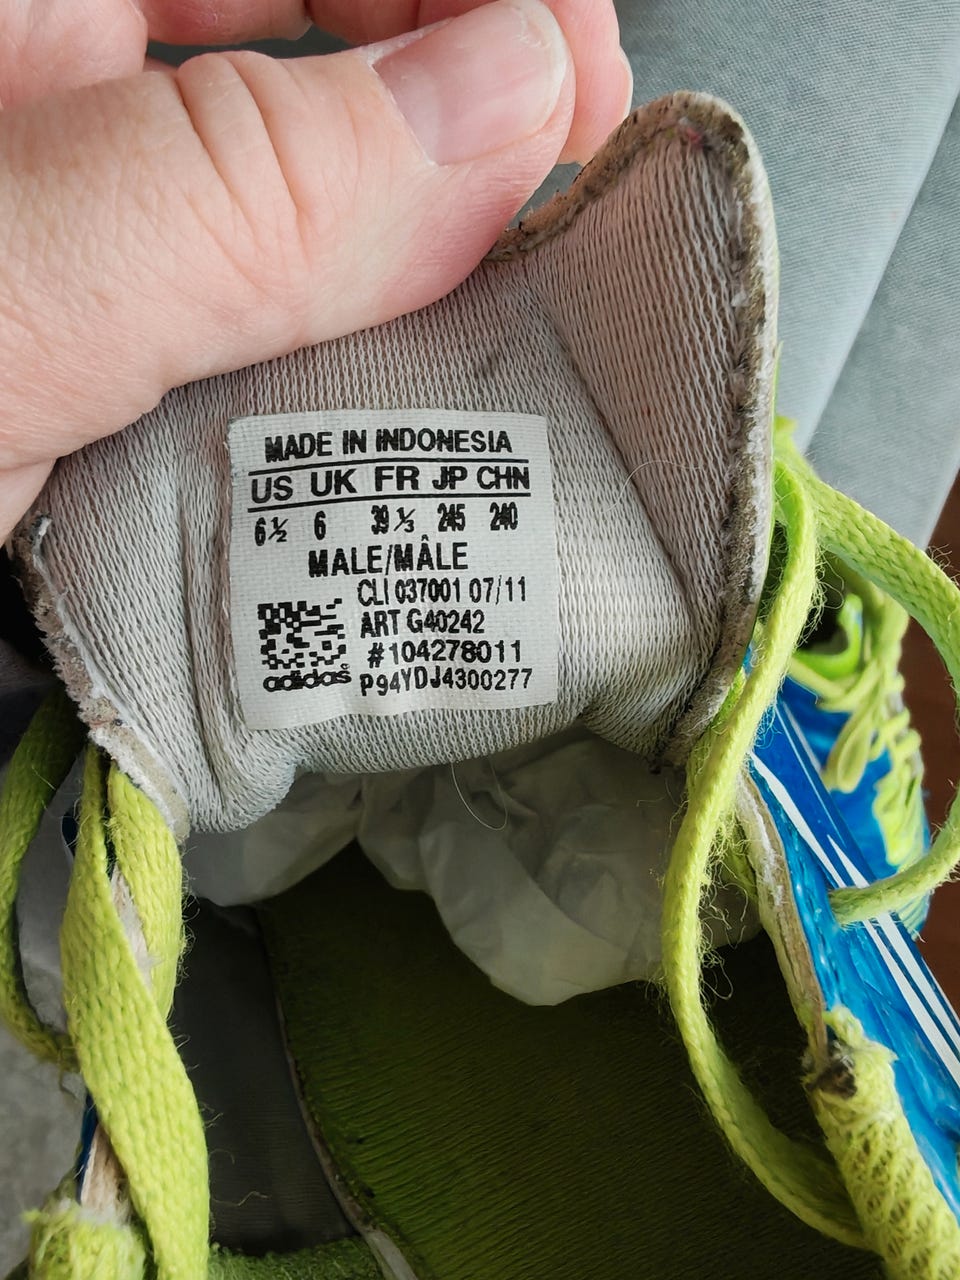 MADE IN INDONESIA
US UK FR JP CHN
6½ 6 39⅓ 245 240
MALE/MÂLE
CLI 037001 07/11
ART G40242
#104278011
adidas® P94YDJ4300277